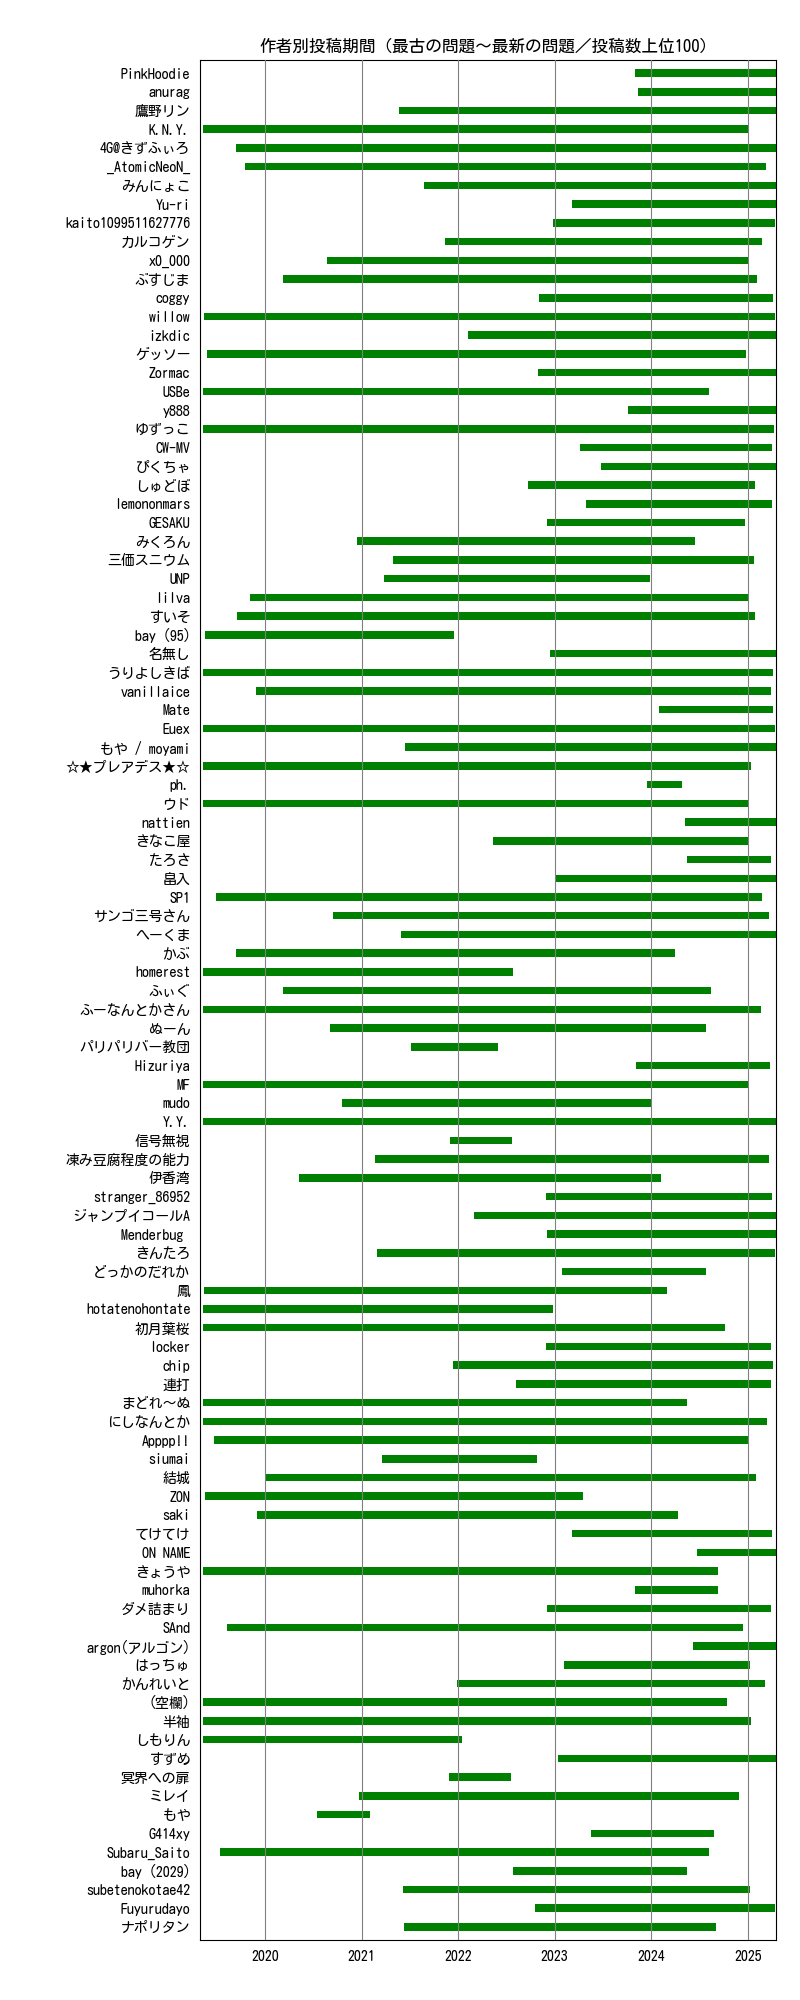 作者別投稿期間（最古の問題～最新の問題／投稿数上位100）
PinkHoodie
anurag
鷹野リン
K.N.Y.
4G@きずふぃろ
_AtomicNeoN_
みんにょこ
Yu-ri
kaito1099511627776
カルコゲン
x0_000
ぶすじま
coggy
willow
izkdic
ゲッソー
Zormac
USBe
y888
ゆずっこ
CW-MV
ぴくちゃ
しゅどぼ
lemononmars
GESAKU
みくろん
三価スニウム
UNP
lilva
すいそ
bay (95)
名無し
うりよしきば
vanillaice
Mate
Euex
もや / moyami
☆★プレアデス★☆
ph.
ウド
nattien
きなこ屋
たろさ
畠入
SP1
サンゴ三号さん
へーくま
かぶ
homerest
ふぃぐ
ふーなんとかさん
ぬーん
パリパリバー教団
Hizuriya
MF
mudo
Y.Y.
信号無視
凍み豆腐程度の能力
伊香湾
stranger_86952
ジャンプイコールA
Menderbug
きんたろ
どっかのだれか
鳳
hotatenohontate
初月葉桜
locker
chip
連打
まどれ～ぬ
にしなんとか
Appppll
siumai
結城
ZON
saki
てけてけ
ON NAME
きょうや
muhorka
ダメ詰まり
SAnd
argon(アルゴン)
はっちゅ
かんれいと
(空欄)
半袖
しもりん
すずめ
冥界への扉
ミレイ
もや
G414xy
Subaru_Saito
bay (2029)
subetenokotae42
Fuyurudayo
ナポリタン
2020 2021 2022 2023 2024 2025